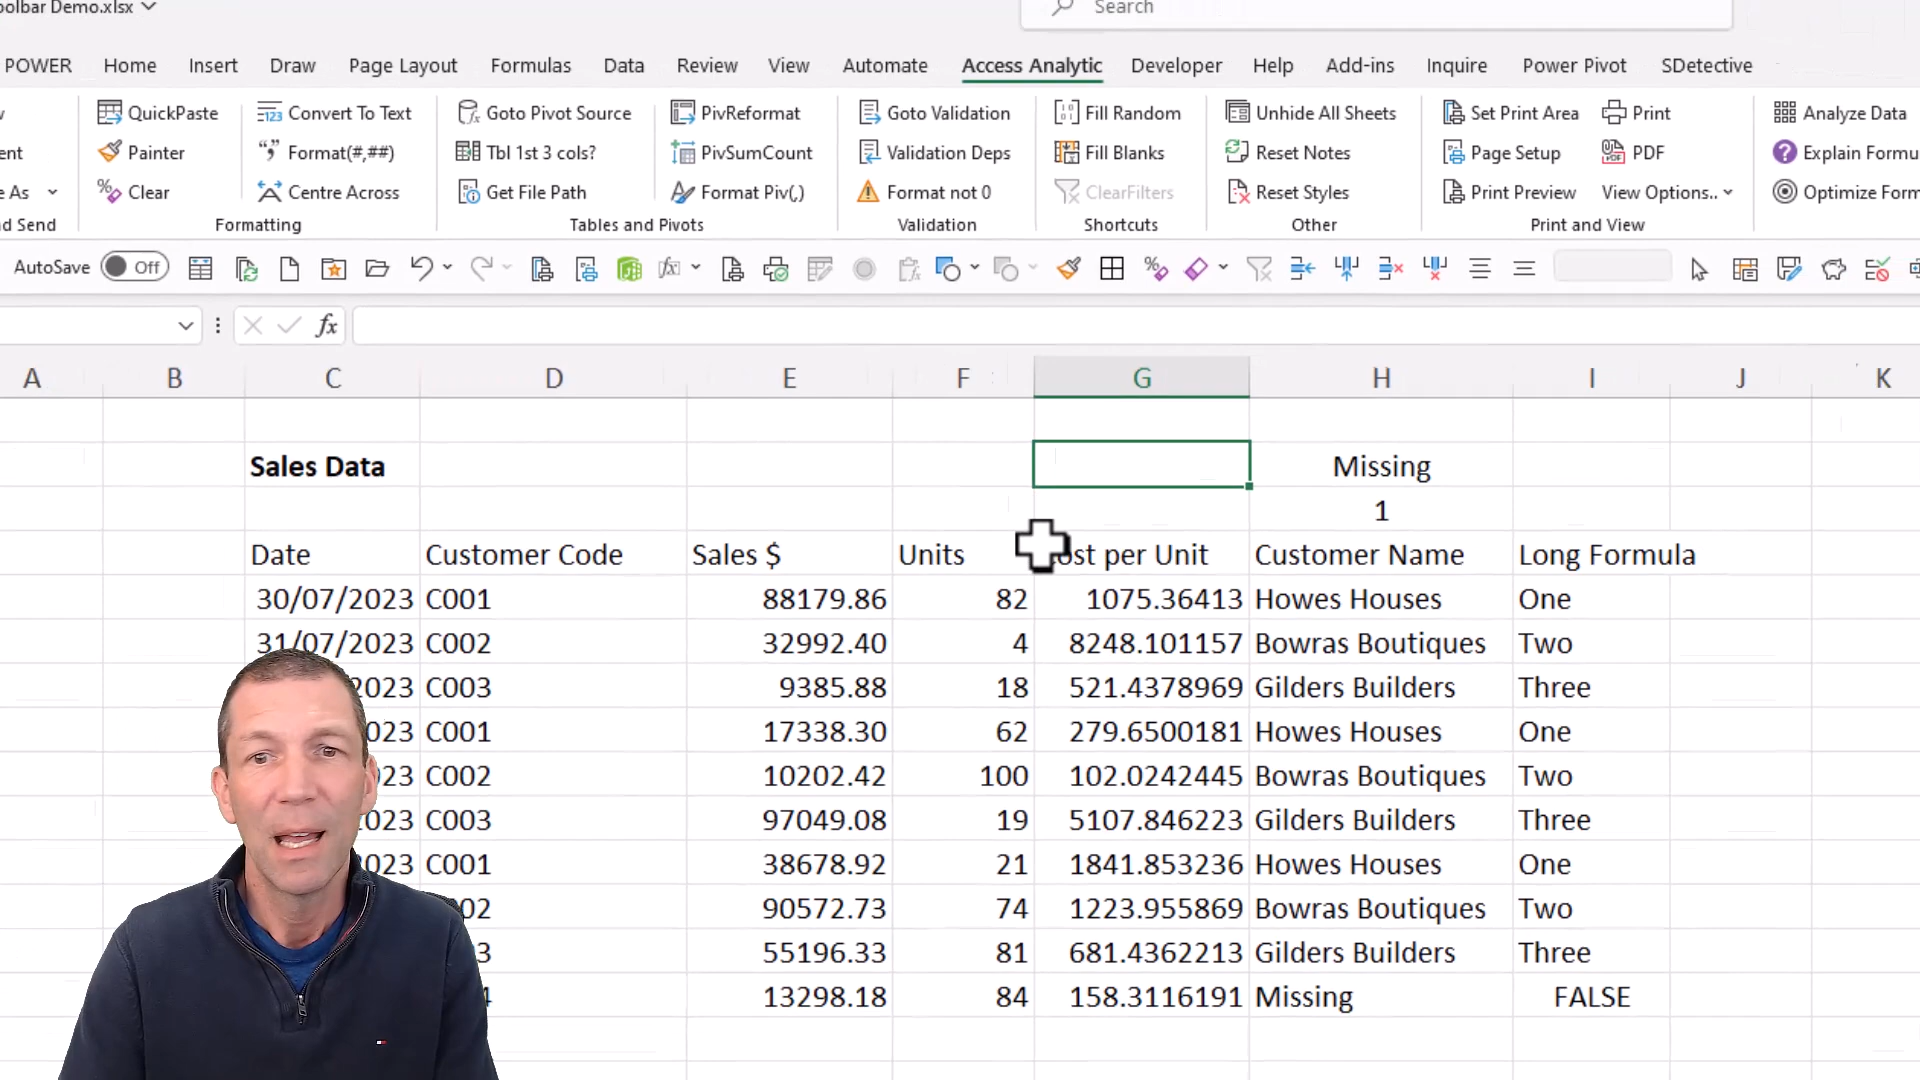 oolbar Demo.xlsx
Search
POWER Home Insert Draw Page Layout Formulas Data Review View Automate Access Analytic Developer Help Add-ins Inquire Power Pivot SDetective
QuickPaste Convert To Text Goto Pivot Source PivReformat Goto Validation Fill Random Unhide All Sheets Set Print Area Print Analyze Data
ent Painter Format(#,##) Tbl 1st 3 cols? PivSumCount Validation Deps Fill Blanks Reset Notes Page Setup PDF Explain Formu
e As Clear Centre Across Get File Path Format Piv(,) Format not 0 ClearFilters Reset Styles Print Preview View Options.. Optimize Form
d Send Formatting Tables and Pivots Validation Shortcuts Other Print and View
AutoSave Off
fx
A B C D E F G H I J K
Sales Data Missing
1
Date Customer Code Sales $ Units ost per Unit Customer Name Long Formula
30/07/2023 C001 88179.86 82 1075.36413 Howes Houses One
31/07/2023 C002 32992.40 4 8248.101157 Bowras Boutiques Two
2023 C003 9385.88 18 521.4378969 Gilders Builders Three
023 C001 17338.30 62 279.6500181 Howes Houses One
023 C002 10202.42 100 102.0242445 Bowras Boutiques Two
023 C003 97049.08 19 5107.846223 Gilders Builders Three
023 C001 38678.92 21 1841.853236 Howes Houses One
02 90572.73 74 1223.955869 Bowras Boutiques Two
3 55196.33 81 681.4362213 Gilders Builders Three
4 13298.18 84 158.3116191 Missing FALSE